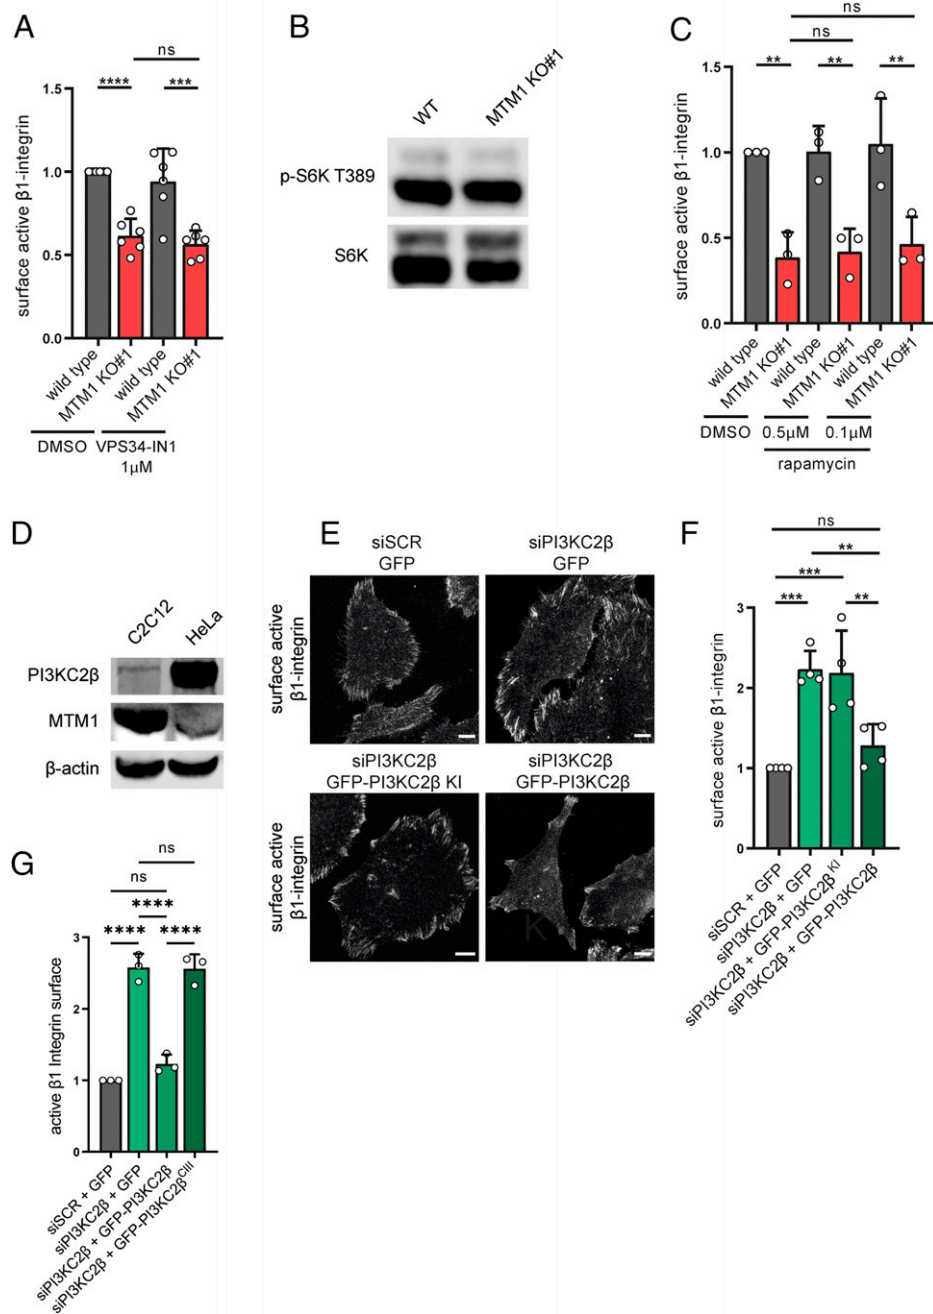 A
ns
****
***
surface active β1-integrin
1.5
1.0
0.5
0.0
wild type
MTM1 KO#1
wild type
MTM1 KO#1
DMSO
VPS34-IN1
1μM
B
WT
MTM1 KO#1
p-S6K T389
S6K
C
ns
ns
**
**
**
surface active β1-integrin
1.5
1.0
0.5
0.0
wild type
MTM1 KO#1
wild type
MTM1 KO#1
wild type
MTM1 KO#1
DMSO
0.5μM
0.1μM
rapamycin
D
C2C12
HeLa
PI3KC2β
MTM1
β-actin
E
siSCR
GFP
siPI3KC2β
GFP
surface active
β1-integrin
siPI3KC2β
GFP-PI3KC2β KI
siPI3KC2β
GFP-PI3KC2β
surface active
β1-integrin
K
F
ns
**
***
***
**
surface active β1-integrin
3
2
1
0
siSCR + GFP
siPI3KC2β + GFP
siPI3KC2β + GFP-PI3KC2β KI
siPI3KC2β + GFP-PI3KC2β
G
ns
ns
****
****
****
active β1 Integrin surface
3
2
1
0
siSCR + GFP
siPI3KC2β + GFP
siPI3KC2β + GFP-PI3KC2β
siPI3KC2β + GFP-PI3KC2β CIII